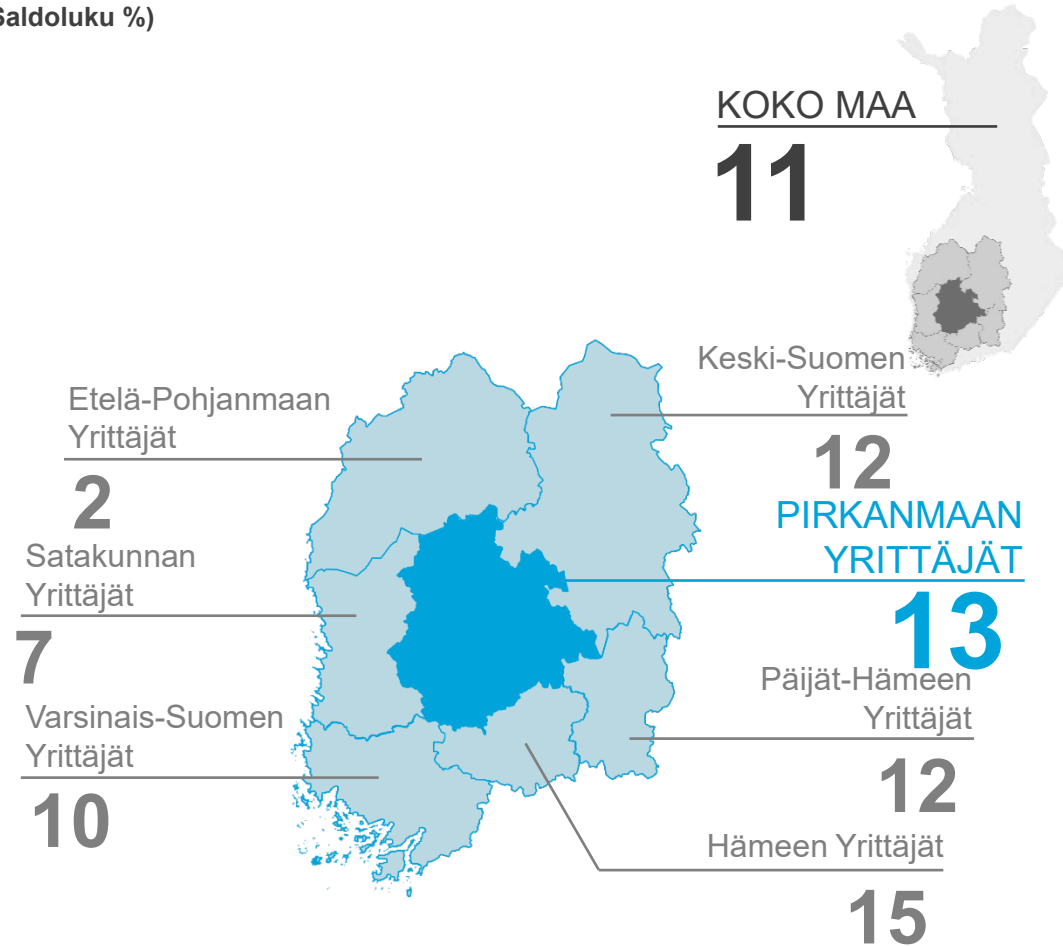 Saldoluku %)
KOKO MAA
11
Keski-Suomen
Yrittäjät
12
Etelä-Pohjanmaan
Yrittäjät
2
PIRKANMAAN
YRITTÄJÄT
13
Satakunnan
Yrittäjät
7
Päijät-Hämeen
Yrittäjät
12
Varsinais-Suomen
Yrittäjät
10
Hämeen Yrittäjät
15